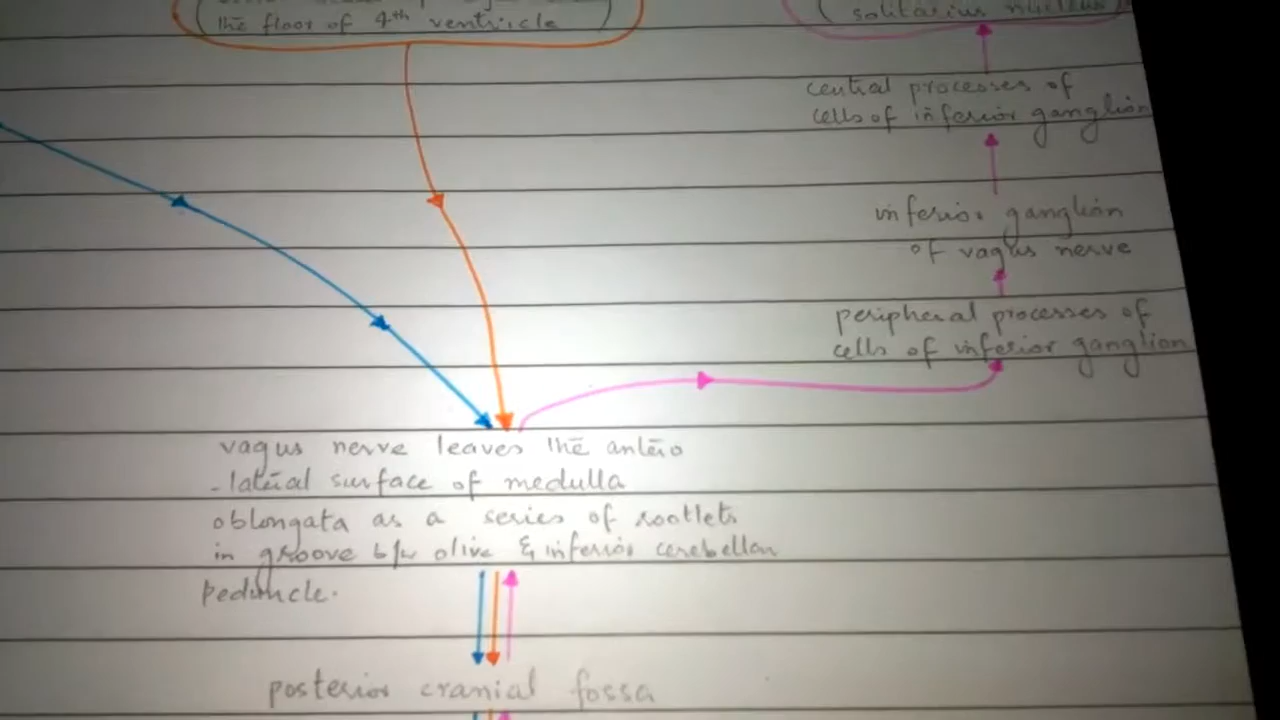 the floor of 4th ventricle
solitarius nucleus
central processes of
cells of inferior ganglion
inferior ganglion
of vagus nerve
peripheral processes of
cells of inferior ganglion
vagus nerve leaves the antero
-lateral surface of medulla
oblongata as a series of rootlets
in groove b/w olive & inferior cerebellar
peduncle.
posterior cranial fossa